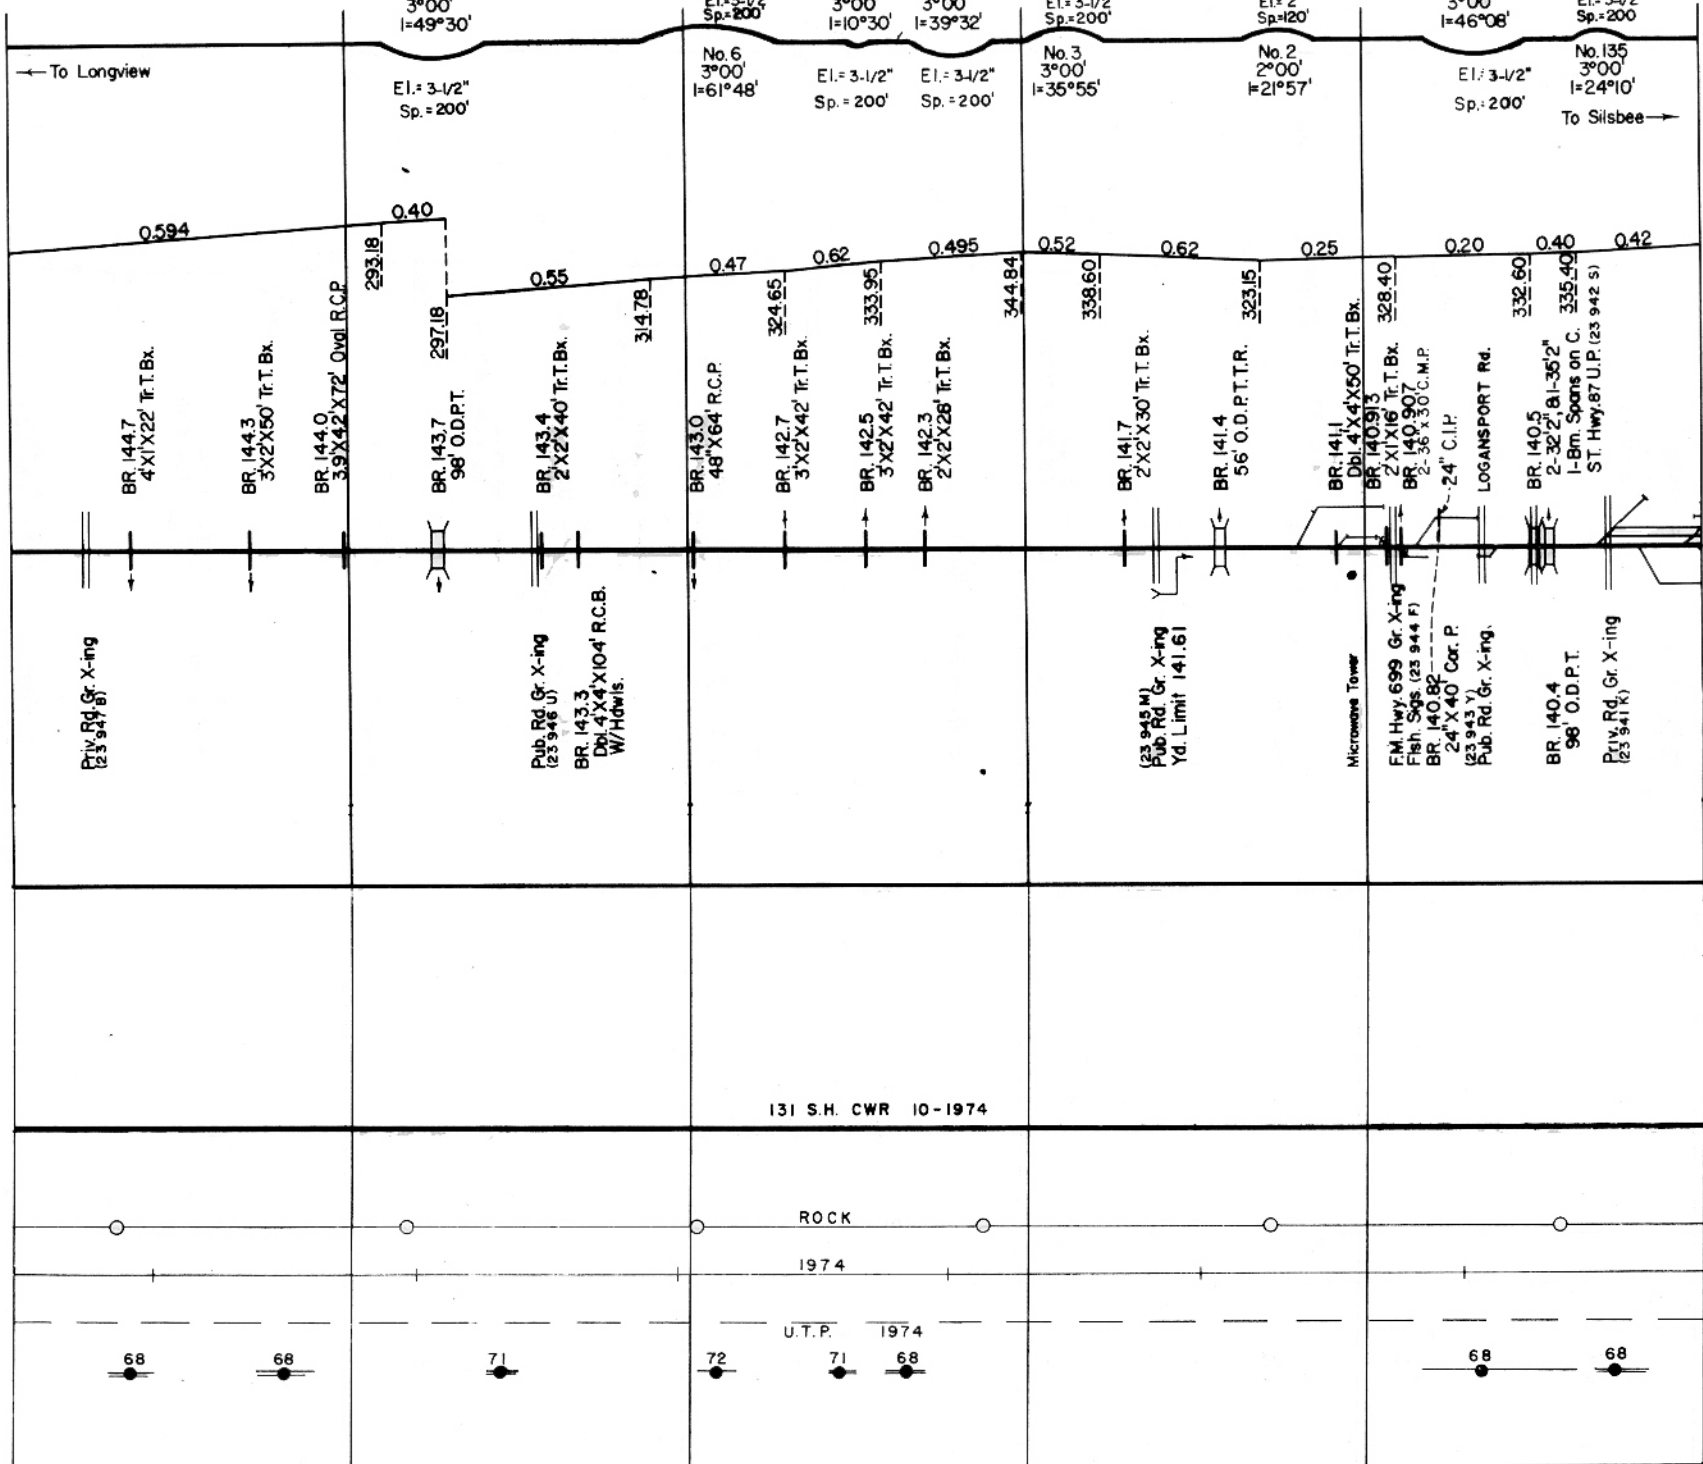 3°00'
I=49°30'
El.=3-1/2"
Sp.=200'
3°00'
I=10°30'
3°00'
I=39°32'
El.=3-1/2"
Sp.=200'
El.=2"
Sp.=120'
3°00'
I=46°08'
El.=3-1/2"
Sp.=200
← To Longview
El.=3-1/2"
Sp.=200'
No.6
3°00'
I=61°48'
El.=3-1/2"
Sp.=200'
El.=3-1/2"
Sp.=200'
No.3
3°00'
I=35°55'
No.2
2°00'
I=21°57'
El.=3-1/2"
Sp.=200'
No.135
3°00'
I=24°10'
To Silsbee→
0.594
0.40
0.55
0.47
0.62
0.495
0.52
0.62
0.25
0.20
0.40
0.42
293.18
297.18
314.78
324.65
333.95
344.84
338.60
323.15
328.40
332.60
335.40
BR. 144.7
4'X1'X22' Tr.T. Bx.
BR. 144.3
3'X2'X50' Tr.T. Bx.
BR. 144.0
3.9'X4.2'X72' Oval R.C.P.
BR. 143.7
98' O.D.P.T.
BR. 143.4
2'X2'X40' Tr.T. Bx.
BR. 143.0
48"X64' R.C.P.
BR. 142.7
3'X2'X42' Tr.T. Bx.
BR. 142.5
3'X2'X42' Tr.T. Bx.
BR. 142.3
2'X2'X28' Tr.T. Bx.
BR. 141.7
2'X2'X30' Tr.T. Bx.
BR. 141.4
56' O.D.P.T.T.R.
BR. 141.1
Dbl. 4'X4'X50' Tr.T. Bx.
BR. 140.913
2'X1'X16' Tr.T. Bx.
BR. 140.907
2-36"X30' C.M.P.
24" C.I.P.
LOGANSPORT Rd.
BR. 140.5
2-32'2", &1-35'2"
1-Bm. Spans on C.
ST. Hwy. 87 U.P. (23 942 S)
Priv. Rd. Gr. X-ing
(23 947 B)
Pub. Rd. Gr. X-ing
(23 946 U)
BR. 143.3
Dbl. 4'X4'X104' R.C.B.
W/Hdwls.
(23 945 M)
Pub. Rd. Gr. X-ing
Yd. Limit 141.61
Microwave Tower
F.M. Hwy. 699 Gr. X-ing
Flsh. Sigs. (23 944 F)
BR. 140.82
24"X40' Cor. P.
(23 943 Y)
Pub. Rd. Gr. X-ing.
BR. 140.4
98' O.D.P.T.
Priv. Rd. Gr. X-ing
(23 941 K)
131 S.H. CWR 10-1974
ROCK
1974
U.T.P. 1974
68 68 71 72 71 68 68 68